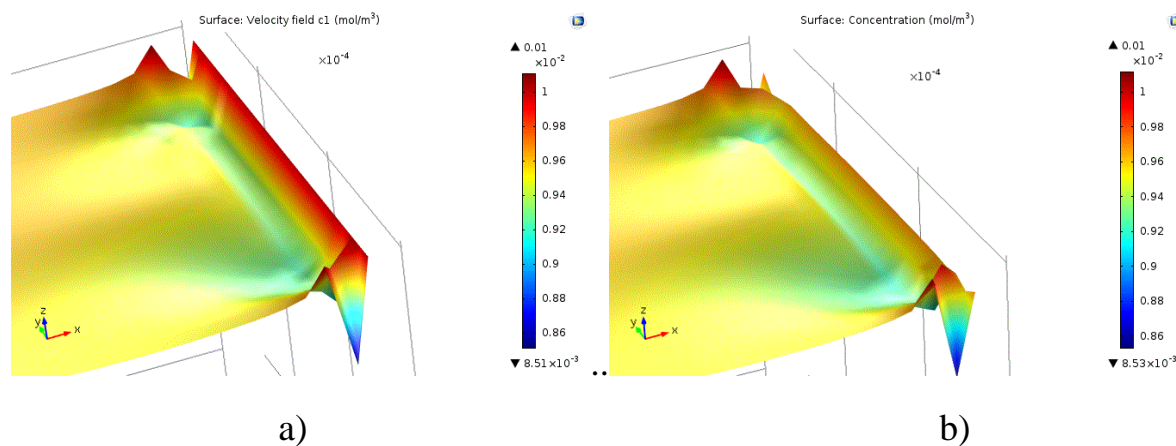 Surface: Velocity field c1 (mol/m³)
×10⁻⁴
▲ 0.01
×10⁻²
1
0.98
0.96
0.94
0.92
0.9
0.88
0.86
▼ 8.51×10⁻³
z
y
x
a)
Surface: Concentration (mol/m³)
×10⁻⁴
▲ 0.01
×10⁻²
1
0.98
0.96
0.94
0.92
0.9
0.88
0.86
▼ 8.53×10⁻³
z
y
x
..
b)